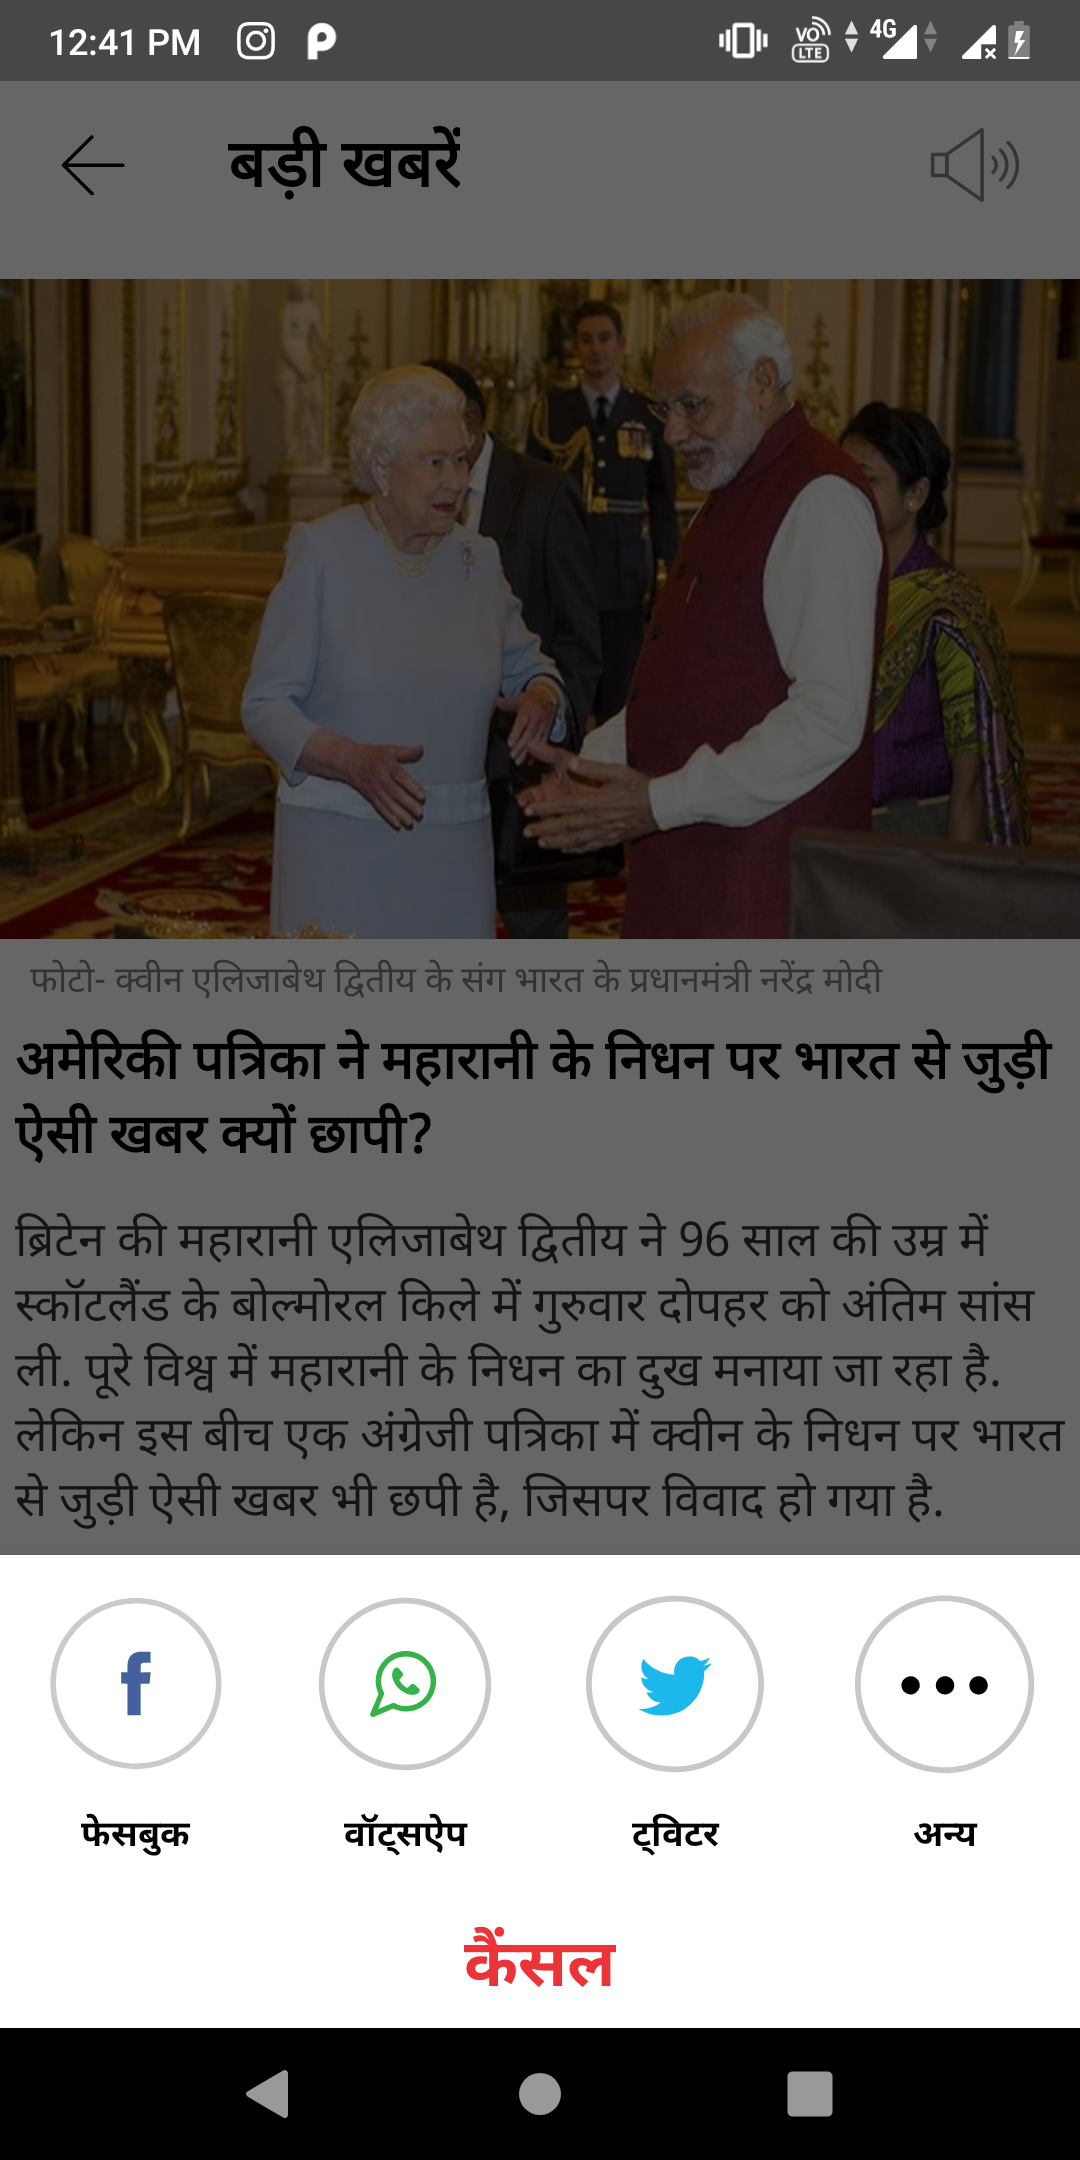 12:41 PM
VO LTE 4G
बड़ी खबरें
फोटो- क्वीन एलिजाबेथ द्वितीय के संग भारत के प्रधानमंत्री नरेंद्र मोदी
अमेरिकी पत्रिका ने महारानी के निधन पर भारत से जुड़ी
ऐसी खबर क्यों छापी?
ब्रिटेन की महारानी एलिजाबेथ द्वितीय ने 96 साल की उम्र में
स्कॉटलैंड के बोल्मोरल किले में गुरुवार दोपहर को अंतिम सांस
ली. पूरे विश्व में महारानी के निधन का दुख मनाया जा रहा है.
लेकिन इस बीच एक अंग्रेजी पत्रिका में क्वीन के निधन पर भारत
से जुड़ी ऐसी खबर भी छपी है, जिसपर विवाद हो गया है.
फेसबुक वॉट्सऐप ट्विटर अन्य
कैंसल